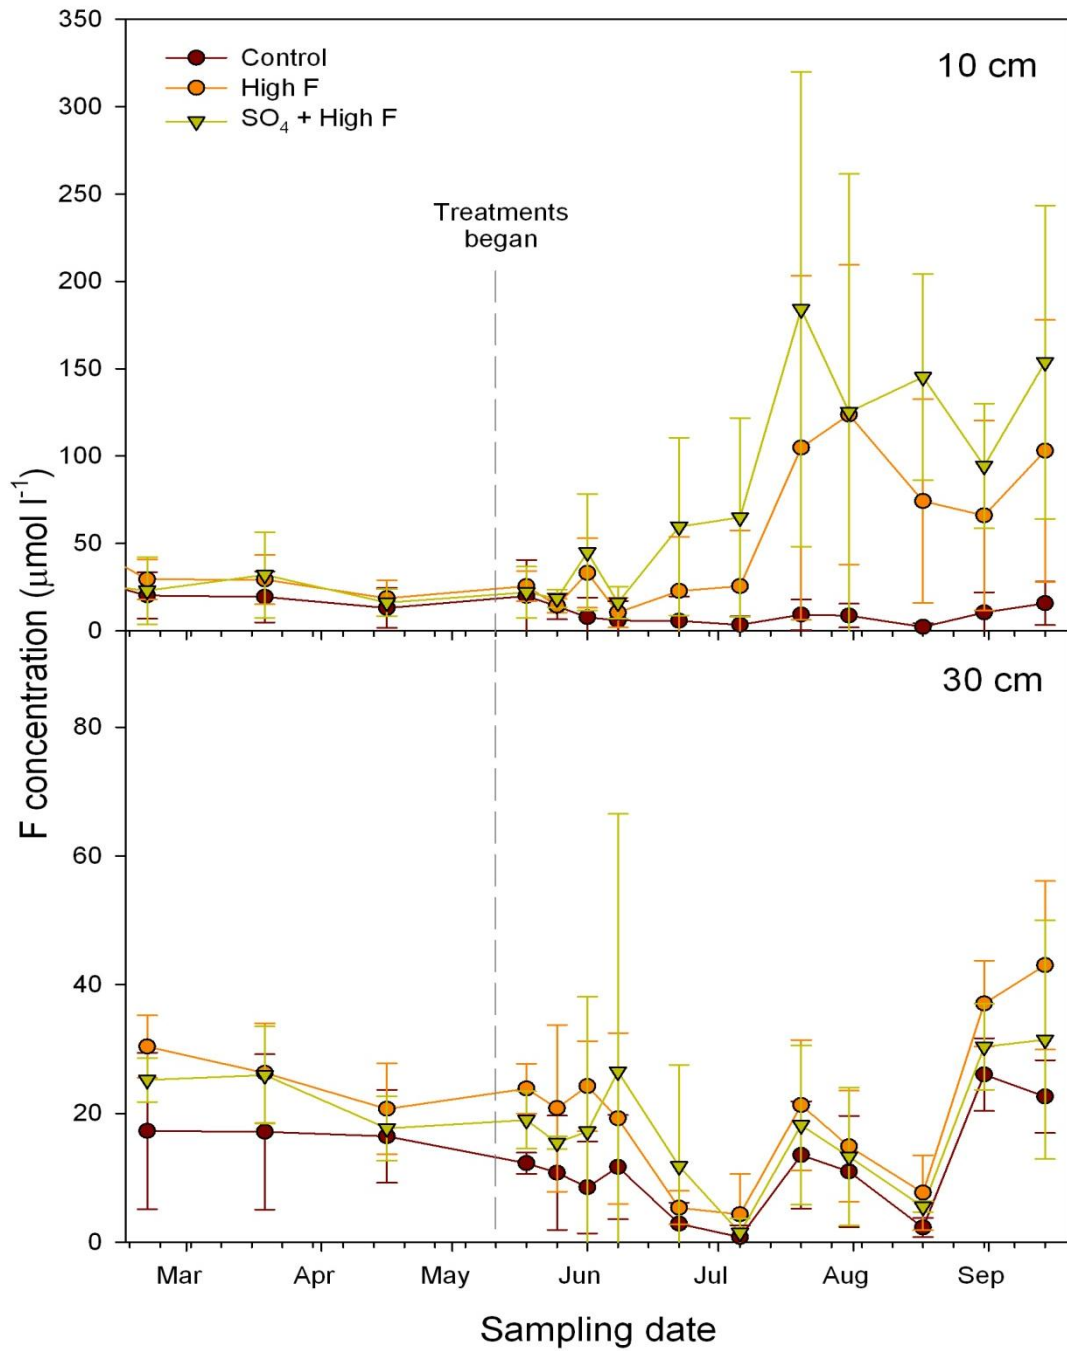 350
300
250
200
150
100
50
0
Control
High F
SO₄ + High F
10 cm
Treatments
began
30 cm
80
60
40
20
0
F concentration (μmol l⁻¹)
Mar Apr May Jun Jul Aug Sep
Sampling date